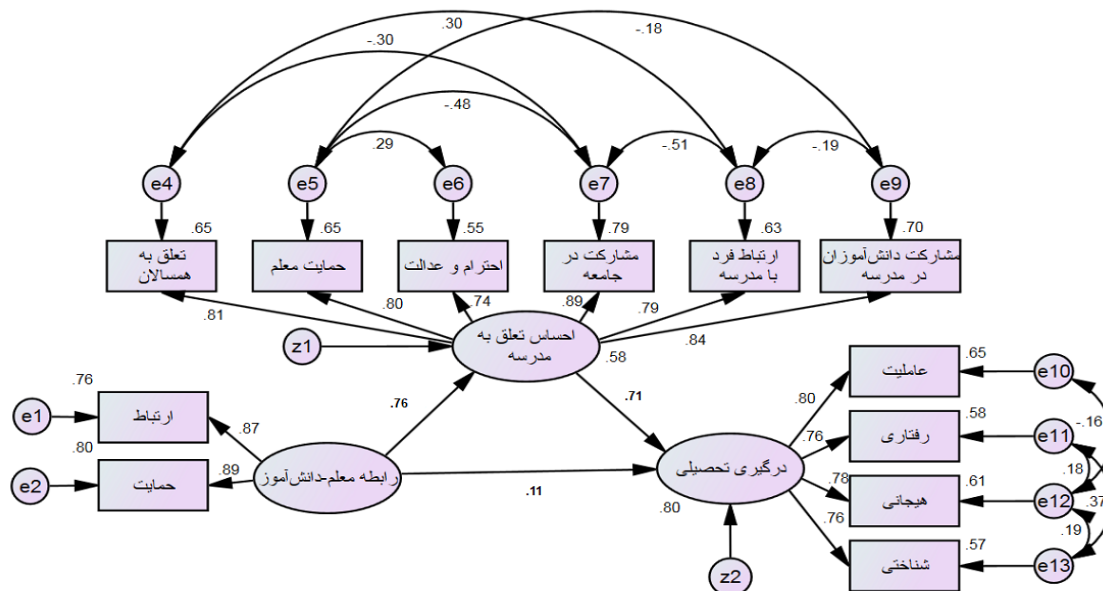 .30
-.30
-.18
-.48
.29
-.51
-.19
e4
e5
e6
e7
e8
e9
.65
.65
.55
.79
.63
.70
تعلق به
همسالان
حمایت معلم
احترام و عدالت
مشارکت در
جامعه
ارتباط فرد
با مدرسه
مشارکت دانش‌آموزان
در مدرسه
.81
.80
.74
.89
.79
.84
z1
احساس تعلق به
مدرسه
.58
.76
e1
ارتباط
.87
.80
e2
حمایت
.89
رابطه معلم-دانش‌آموز
.76
.71
.11
درگیری تحصیلی
.80
z2
.80
عاملیت
.65
e10
.76
رفتاری
.58
e11
.78
هیجانی
.61
e12
.76
شناختی
.57
e13
-.16
.18
.37
.19